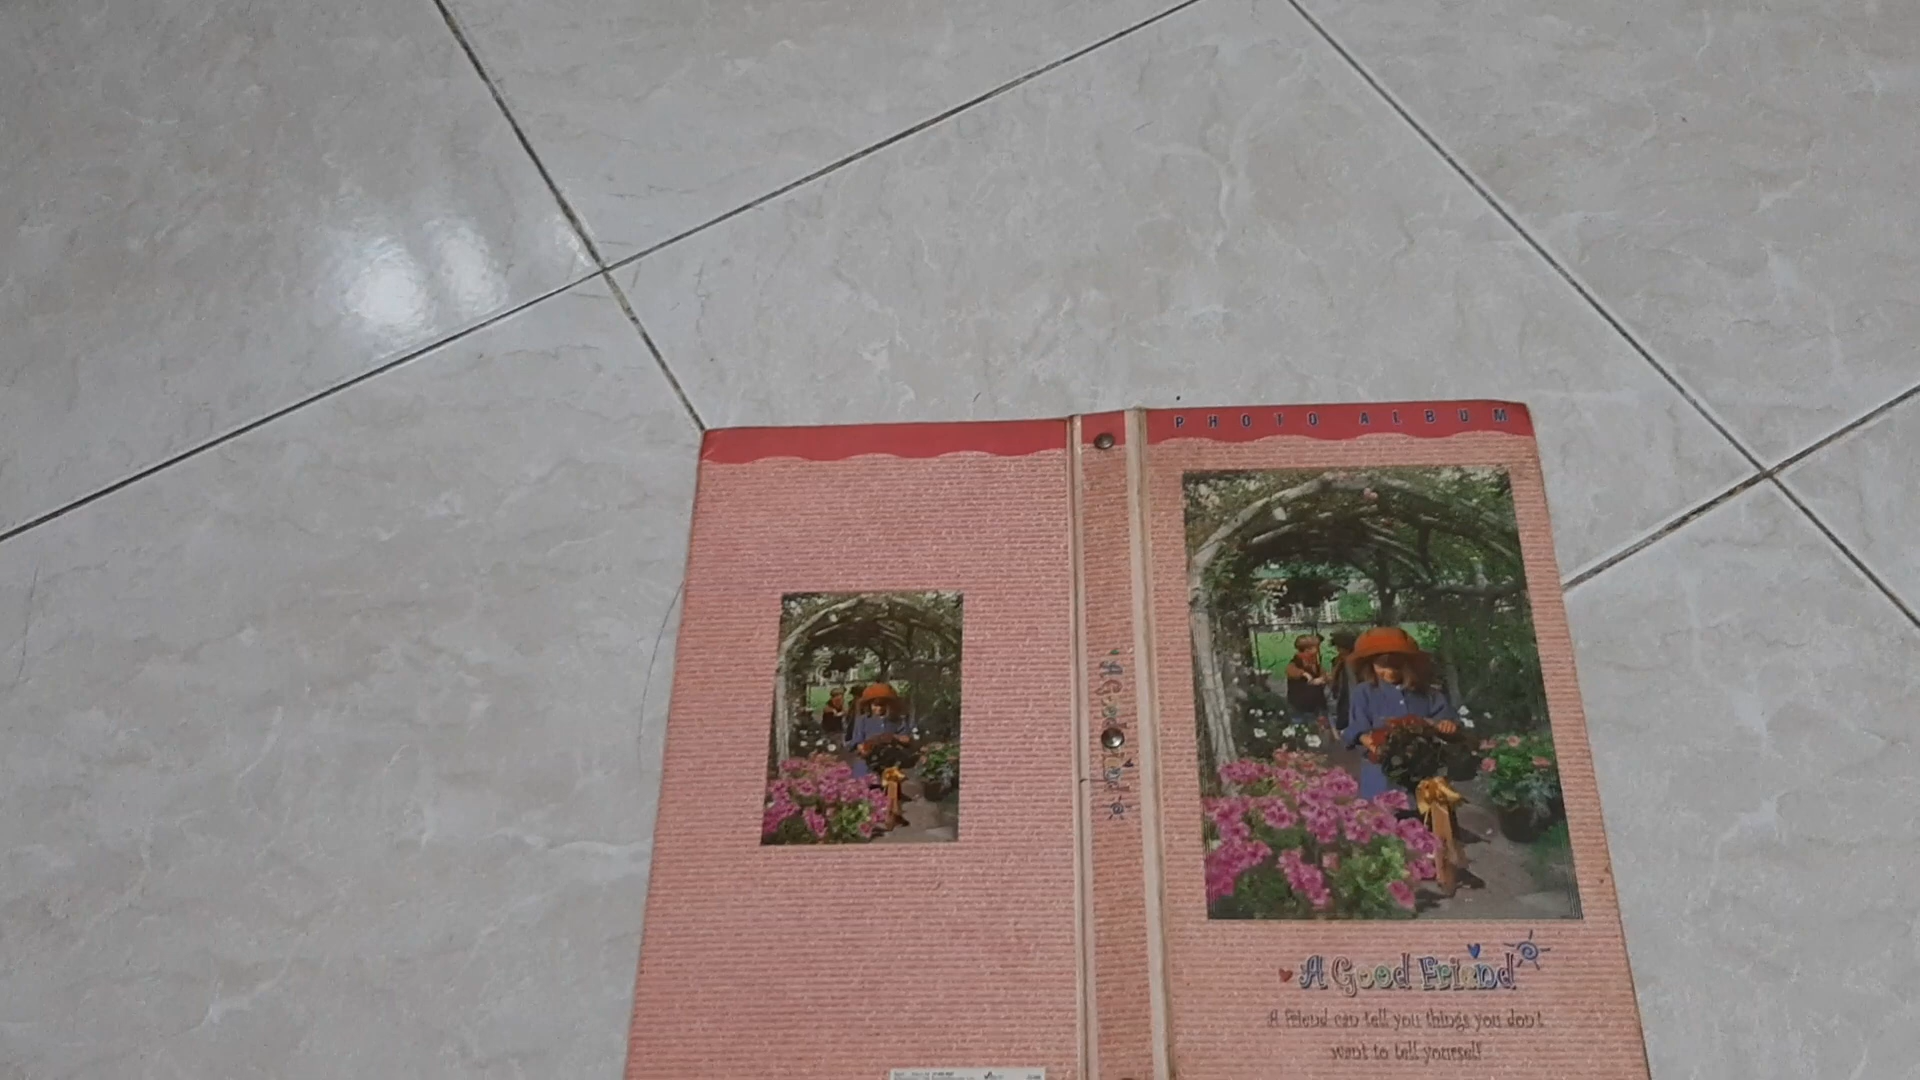 PHOTO ALBUM
A Good Friend
A Good Friend
A friend can tell you things you don't
want to tell yourself